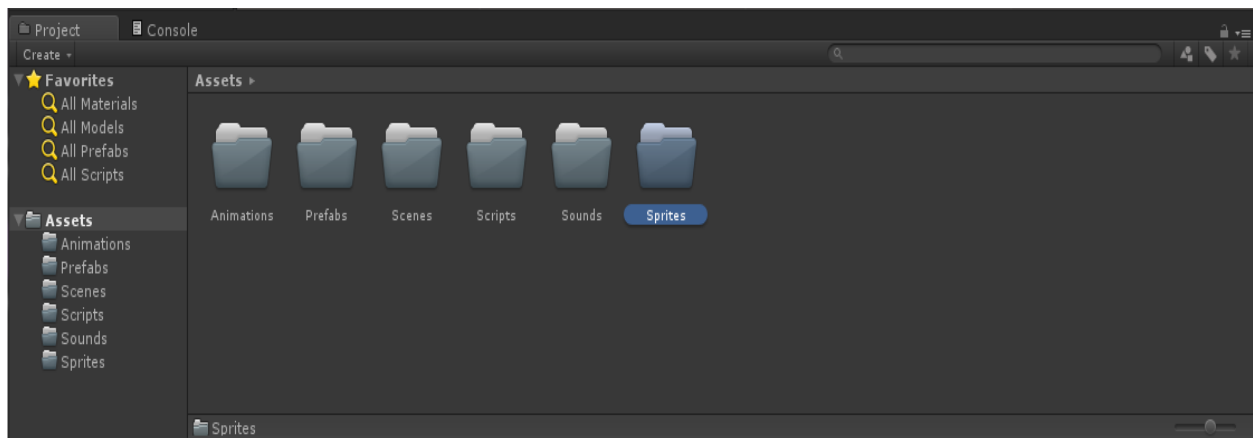 Project Console
Create
Favorites
All Materials
All Models
All Prefabs
All Scripts
Assets
Animations
Prefabs
Scenes
Scripts
Sounds
Sprites
Assets
Animations Prefabs Scenes Scripts Sounds Sprites
Sprites